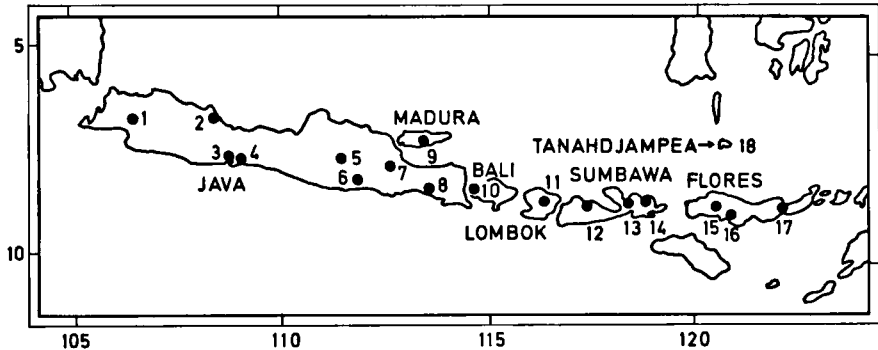 5
MADURA
1
2
TANAHDJAMPEA→ 18
3 4 5 9 SUMBAWA
7 BALI FLORES
6 8 10 11
JAVA
LOMBOK 12 13 14 15 16 17
10
105 110 115 120